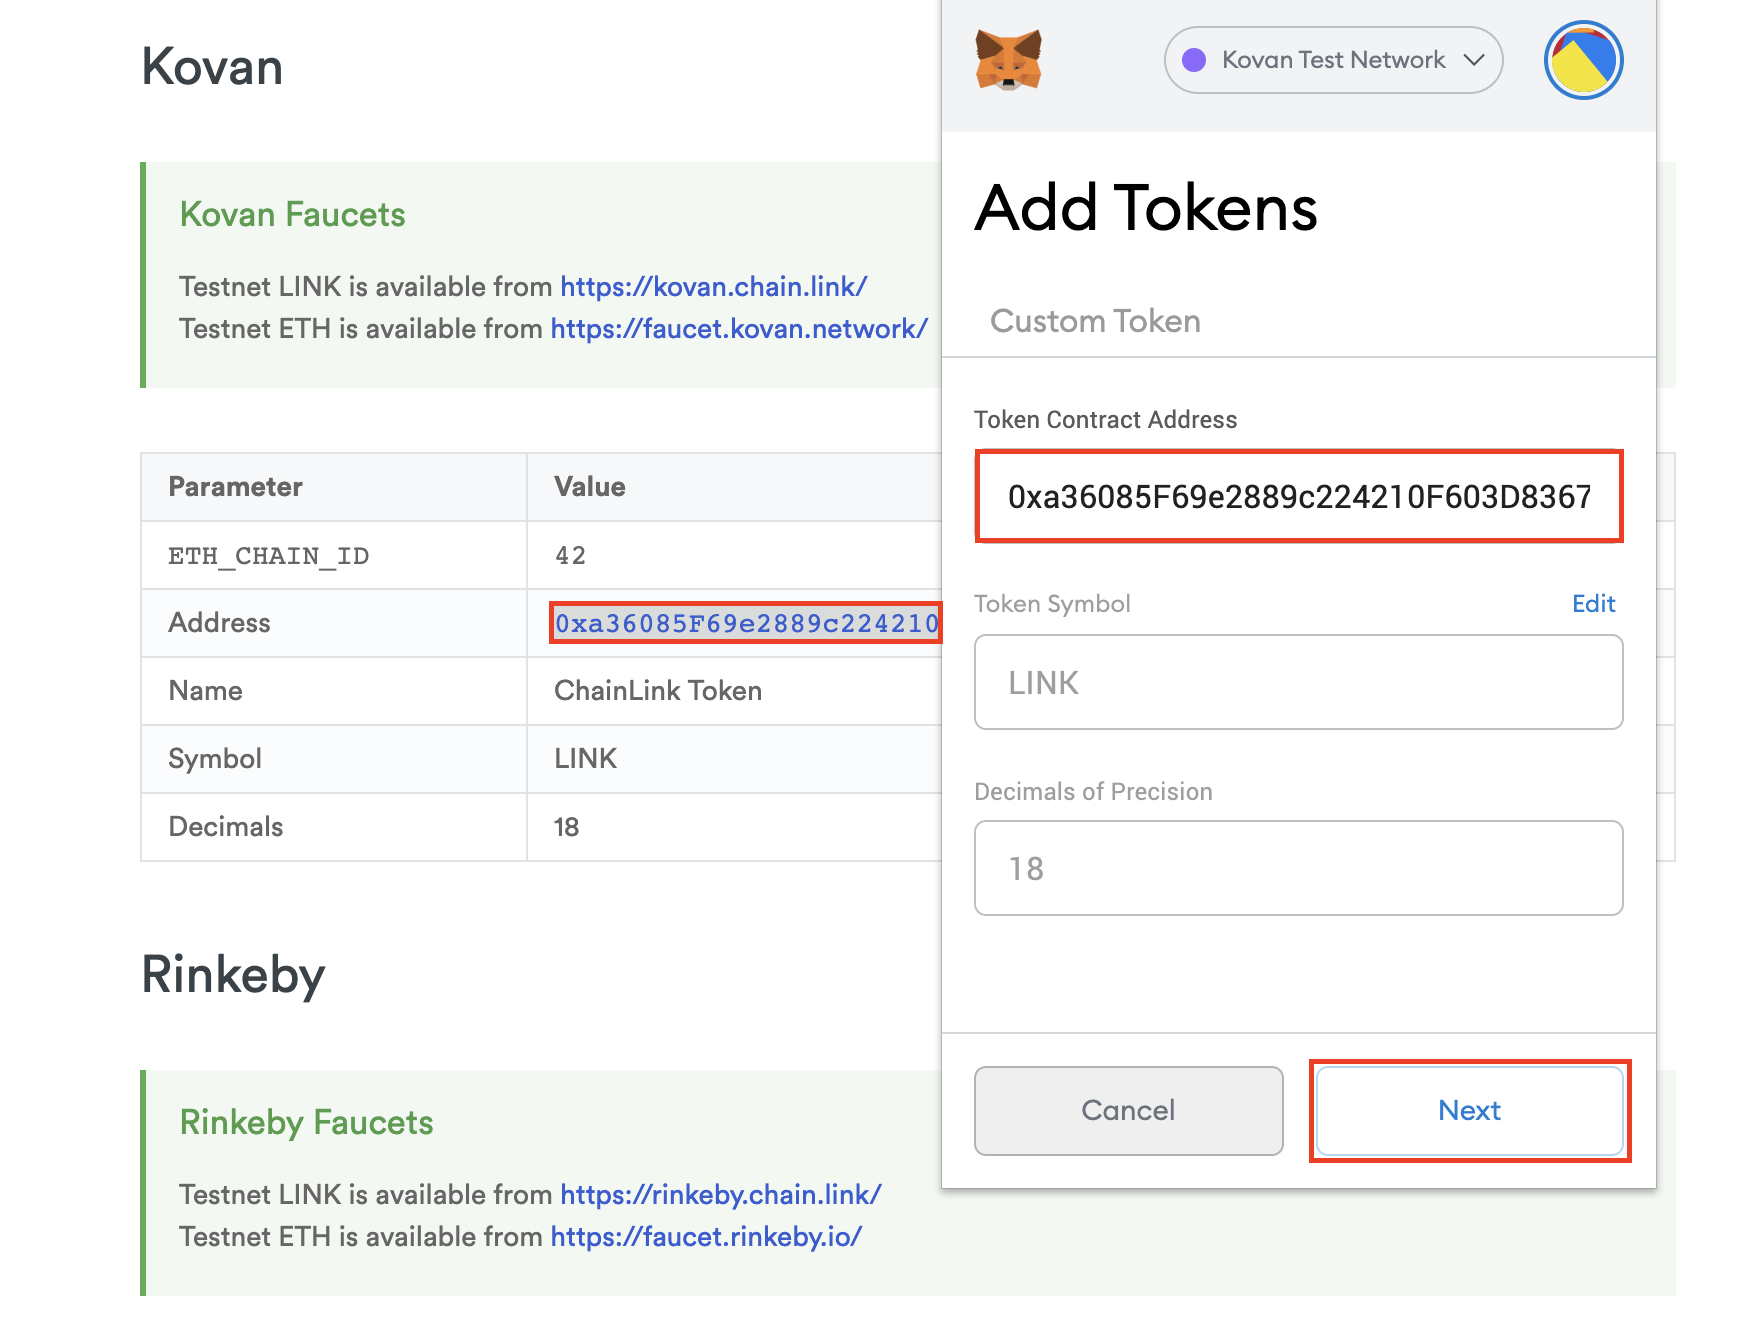 Kovan
Kovan Faucets
Testnet LINK is available from https://kovan.chain.link/
Testnet ETH is available from https://faucet.kovan.network/
Parameter Value
ETH_CHAIN_ID 42
Address 0xa36085F69e2889c224210
Name ChainLink Token
Symbol LINK
Decimals 18
Rinkeby
Rinkeby Faucets
Testnet LINK is available from https://rinkeby.chain.link/
Testnet ETH is available from https://faucet.rinkeby.io/
Kovan Test Network
Add Tokens
Custom Token
Token Contract Address
0xa36085F69e2889c224210F603D8367
Token Symbol Edit
LINK
Decimals of Precision
18
Cancel Next